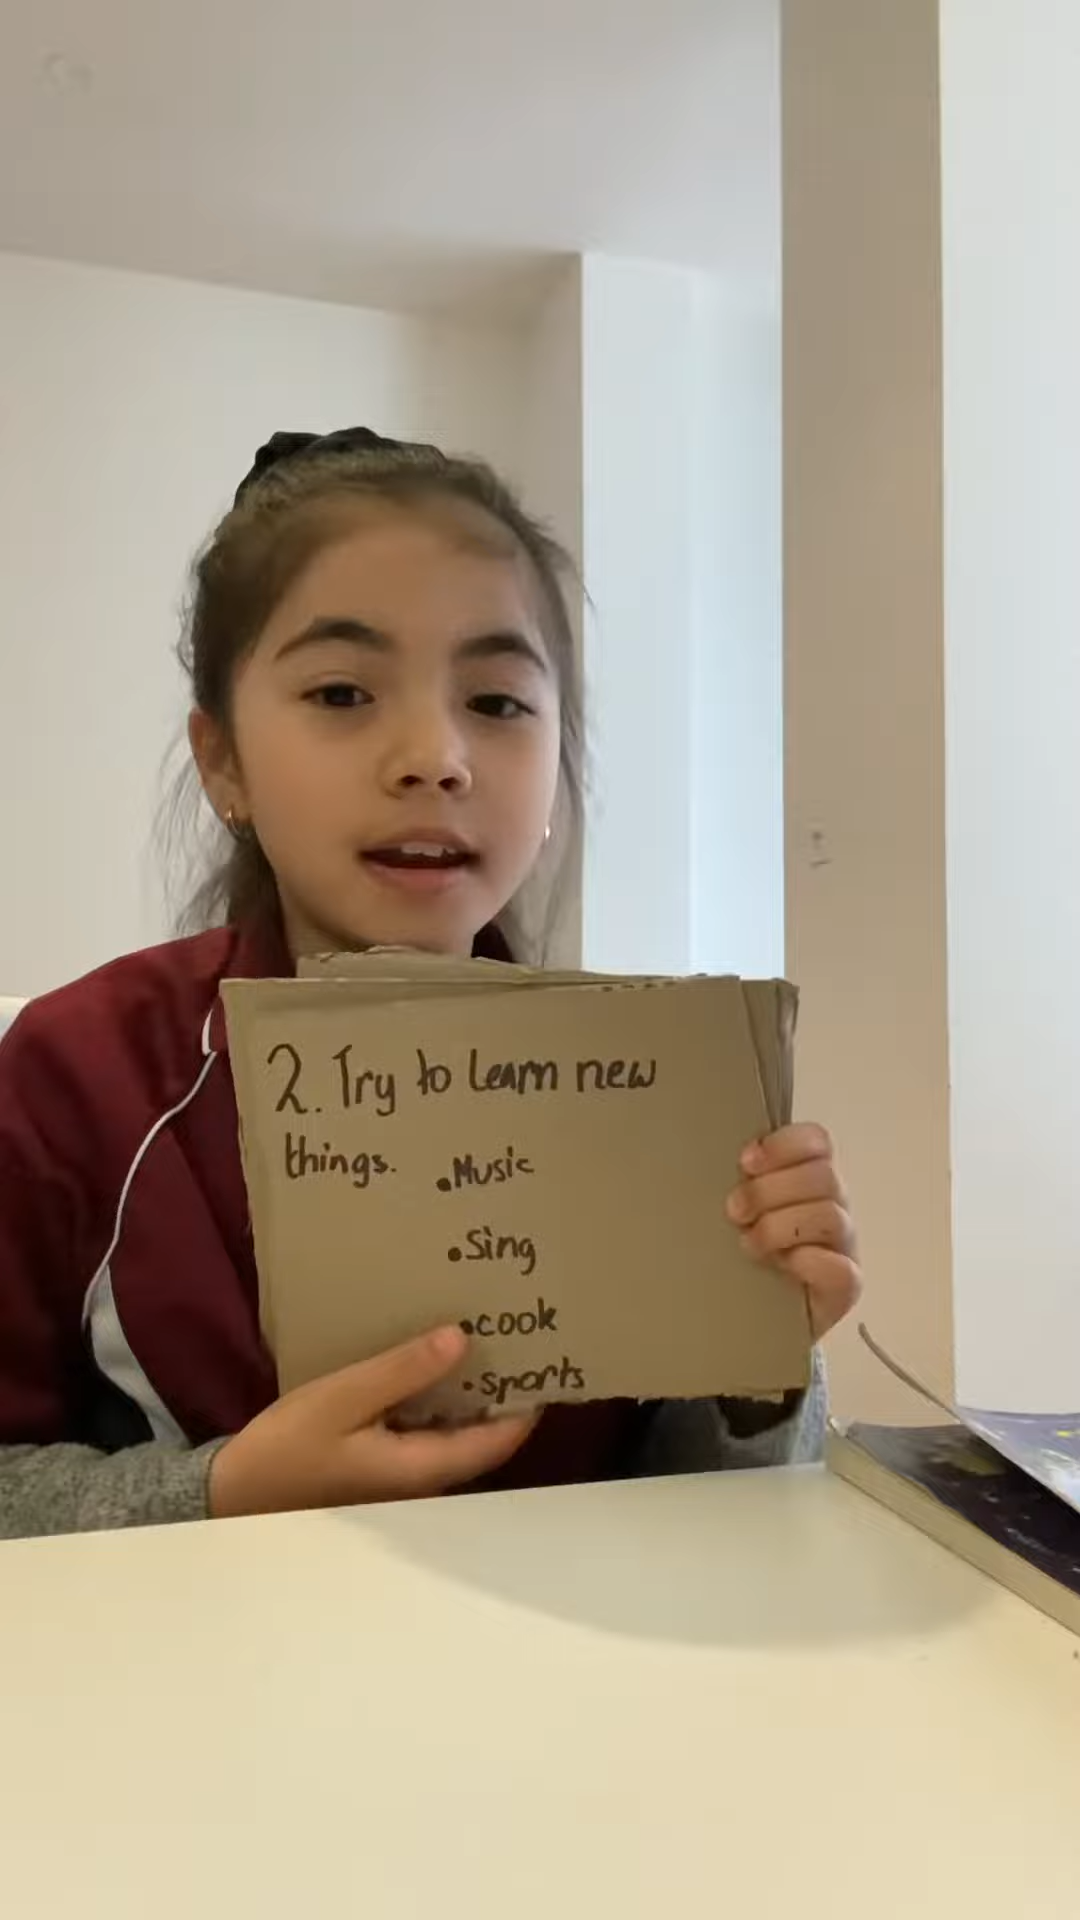 2. Try to learn new
things.
•Music
•Sing
•cook
•sports